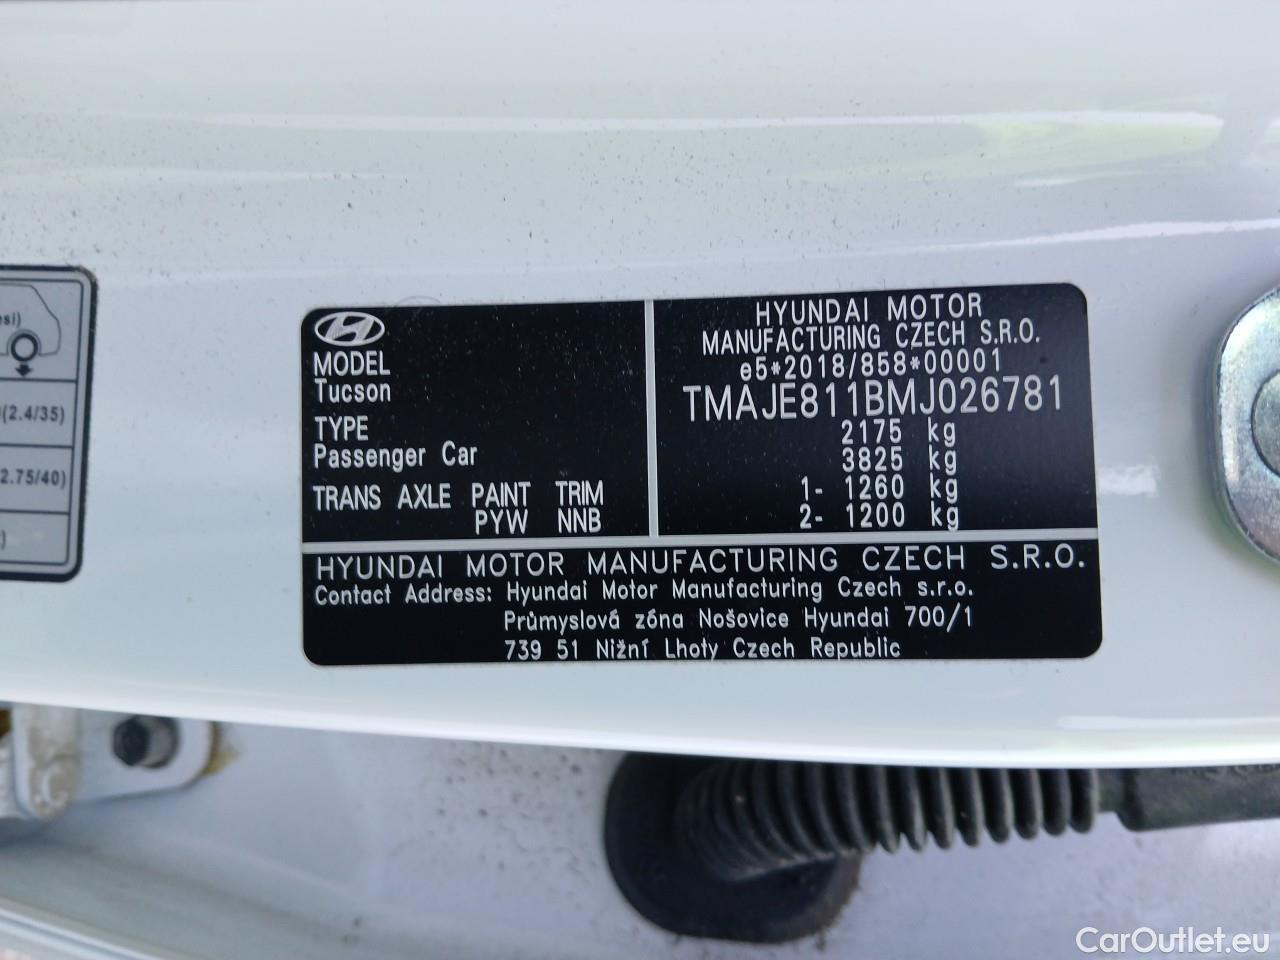 esi)
(2.4/35)
2.75/40)
)
MODEL
Tucson
TYPE
Passenger Car
TRANS AXLE PAINT TRIM
PYW NNB
HYUNDAI MOTOR
MANUFACTURING CZECH S.R.O.
e5*2018/858*00001
TMAJE811BMJ026781
2175 kg
3825 kg
1- 1260 kg
2- 1200 kg
HYUNDAI MOTOR MANUFACTURING CZECH S.R.O.
Contact Address: Hyundai Motor Manufacturing Czech s.r.o.
Průmyslová zóna Nošovice Hyundai 700/1
739 51 Nižní Lhoty Czech Republic
CarOutlet.eu